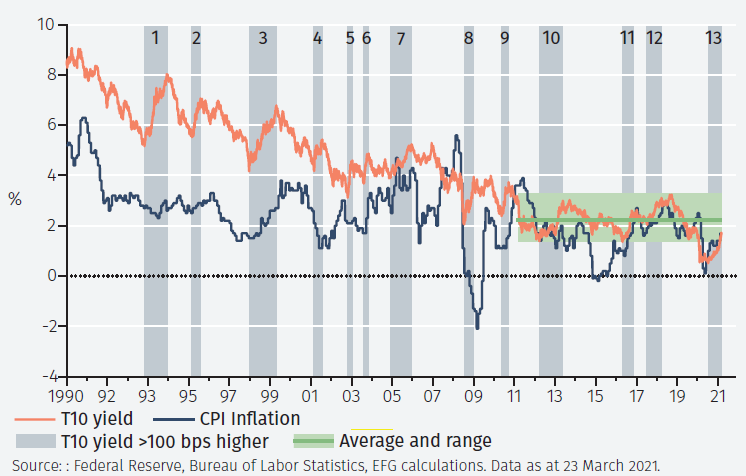 10
1 2 3 4 5 6 7 8 9 10 11 12 13
8
6
4
%
2
0
-2
-4
1990 92 93 95 97 99 01 03 05 07 09 11 13 15 17 19 21
T10 yield CPI Inflation
T10 yield >100 bps higher Average and range
Source: : Federal Reserve, Bureau of Labor Statistics, EFG calculations. Data as at 23 March 2021.